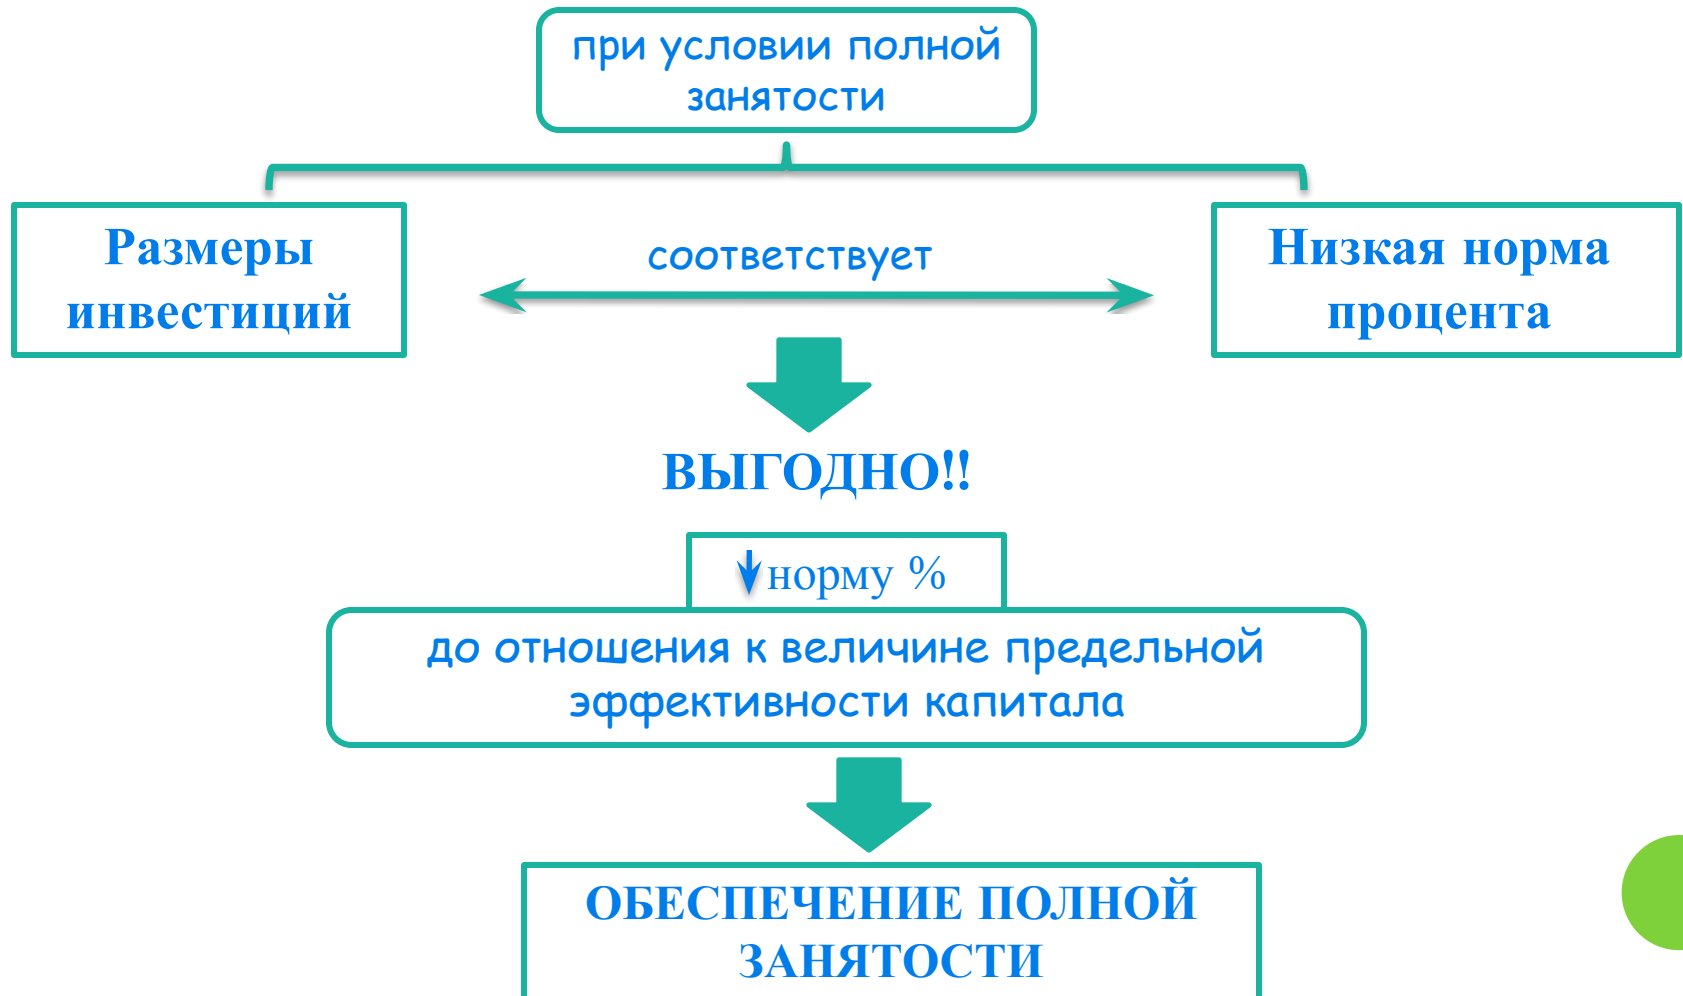 при условии полной
занятости
Размеры
инвестиций
соответствует
Низкая норма
процента
ВЫГОДНО!!
норму %
до отношения к величине предельной
эффективности капитала
ОБЕСПЕЧЕНИЕ ПОЛНОЙ
ЗАНЯТОСТИ